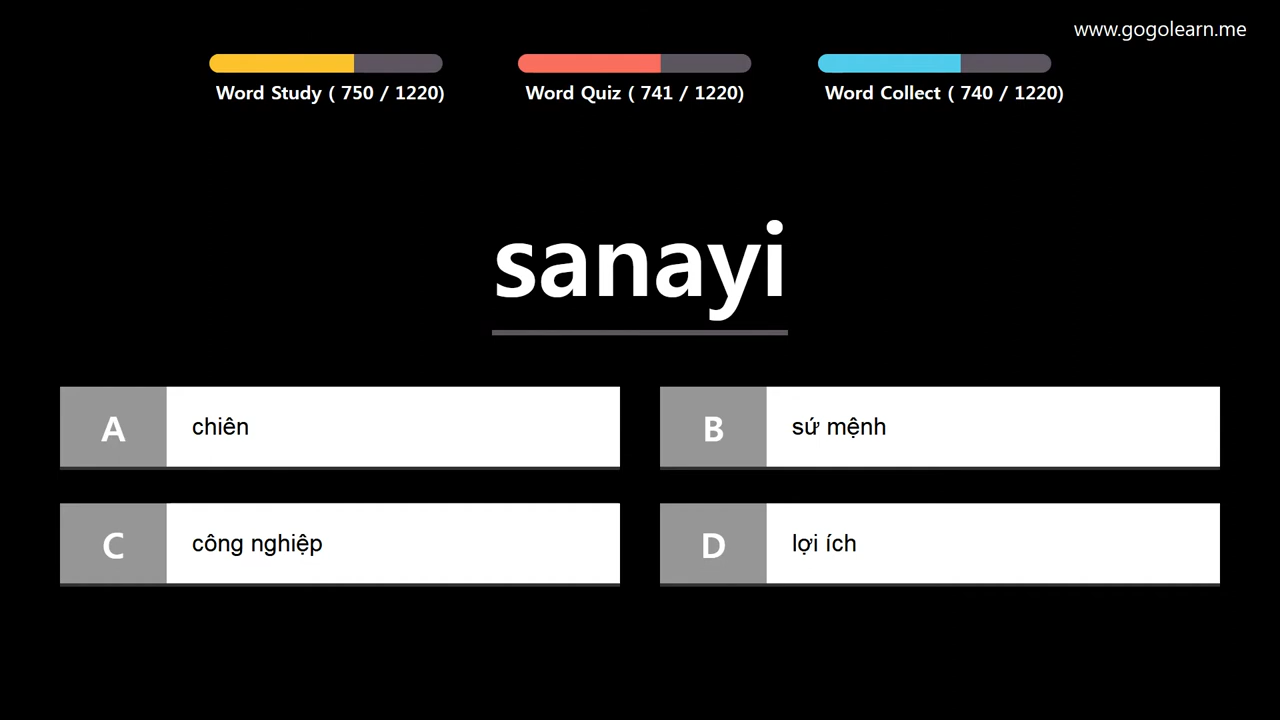 www.gogolearn.me
Word Study ( 750 / 1220)
Word Quiz ( 741 / 1220)
Word Collect ( 740 / 1220)
sanayi
A chiên
B sứ mệnh
C công nghiệp
D lợi ích